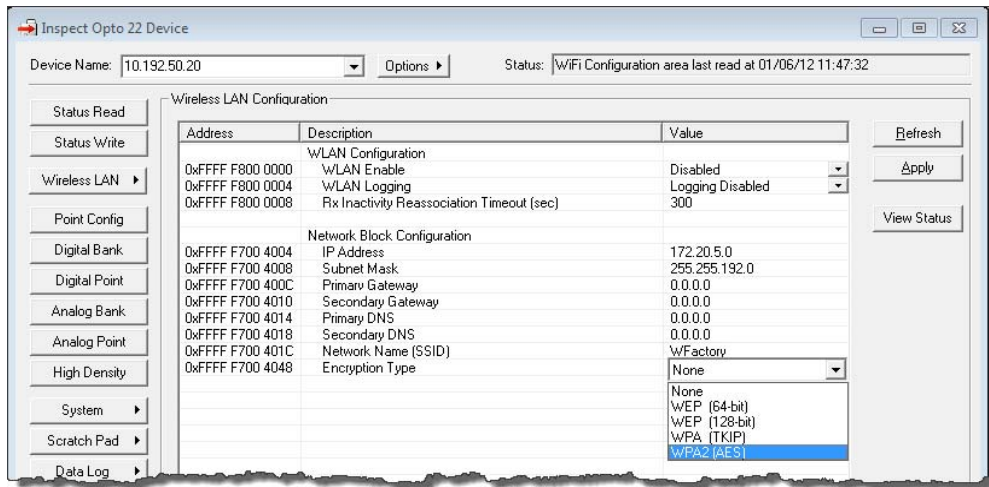 Inspect Opto 22 Device
Device Name: 10.192.50.20 Options Status: WiFi Configuration area last read at 01/06/12 11:47:32
Status Read
Status Write
Wireless LAN
Point Config
Digital Bank
Digital Point
Analog Bank
Analog Point
High Density
System
Scratch Pad
Data Log
Wireless LAN Configuration
Address Description Value
WLAN Configuration
0xFFFF F800 0000 WLAN Enable Disabled
0xFFFF F800 0004 WLAN Logging Logging Disabled
0xFFFF F800 0008 Rx Inactivity Reassociation Timeout (sec) 300
Network Block Configuration
0xFFFF F700 4004 IP Address 172.20.5.0
0xFFFF F700 4008 Subnet Mask 255.255.192.0
0xFFFF F700 400C Primary Gateway 0.0.0.0
0xFFFF F700 4010 Secondary Gateway 0.0.0.0
0xFFFF F700 4014 Primary DNS 0.0.0.0
0xFFFF F700 4018 Secondary DNS 0.0.0.0
0xFFFF F700 401C Network Name (SSID) WFactory
0xFFFF F700 4048 Encryption Type None
None
WEP (64-bit)
WEP (128-bit)
WPA (TKIP)
WPA2 (AES)
Refresh
Apply
View Status